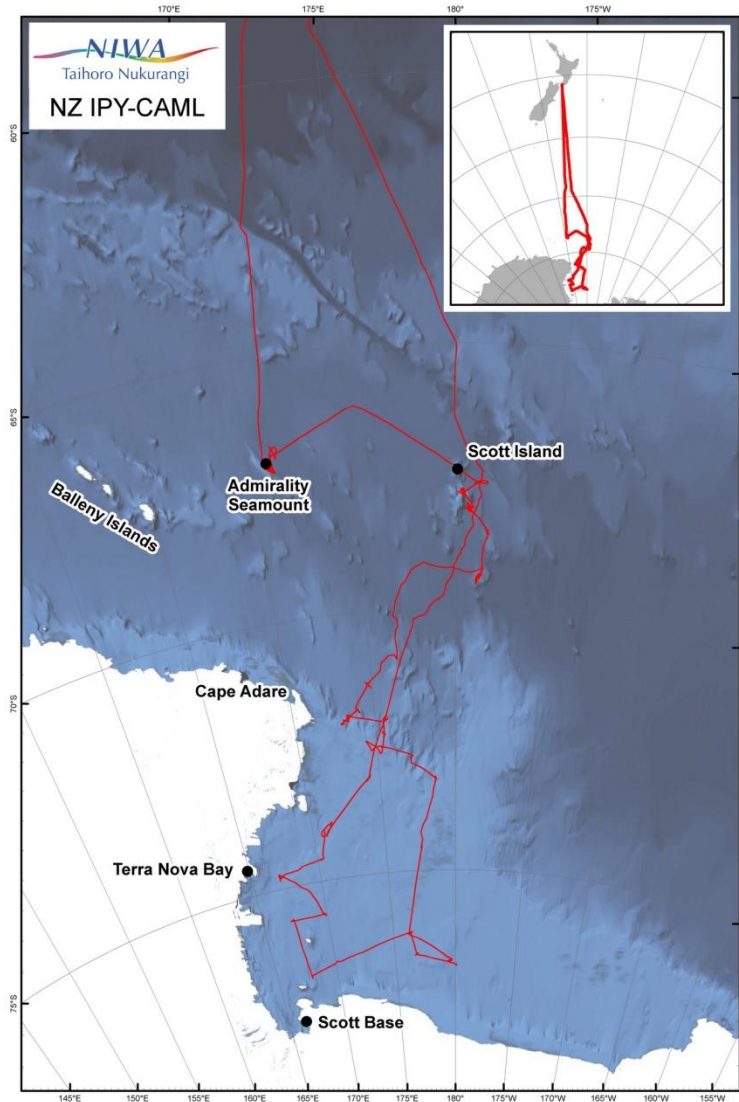 170°E 175°E 180° 175°W
NIWA
Taihoro Nukurangi
NZ IPY-CAML
60°S
65°S
Scott Island
Admirality
Seamount
Balleny Islands
70°S
Cape Adare
Terra Nova Bay
75°S
Scott Base
145°E 150°E 155°E 160°E 165°E 170°E 175°E 180° 175°W 170°W 165°W 160°W 155°W